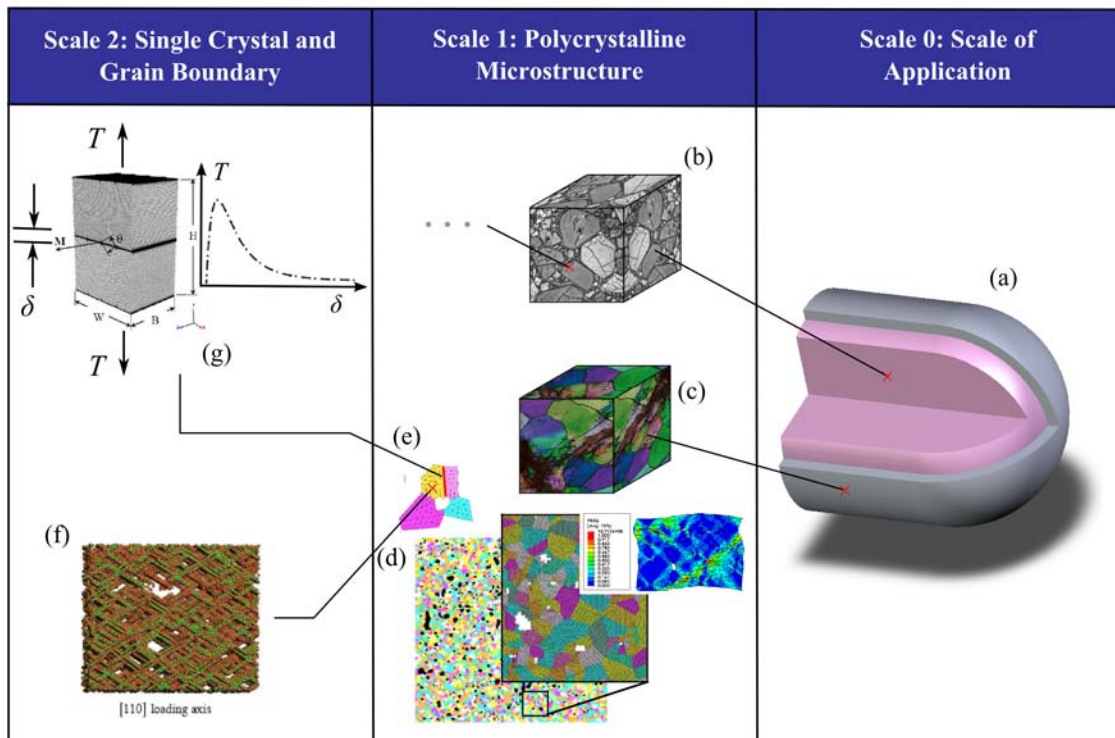 Scale 2: Single Crystal and
Grain Boundary
Scale 1: Polycrystalline
Microstructure
Scale 0: Scale of
Application
T
T
M
θ
H
δ
W
B
δ
T
(g)
(b)
(a)
(c)
(e)
(f)
(d)
[110] loading axis